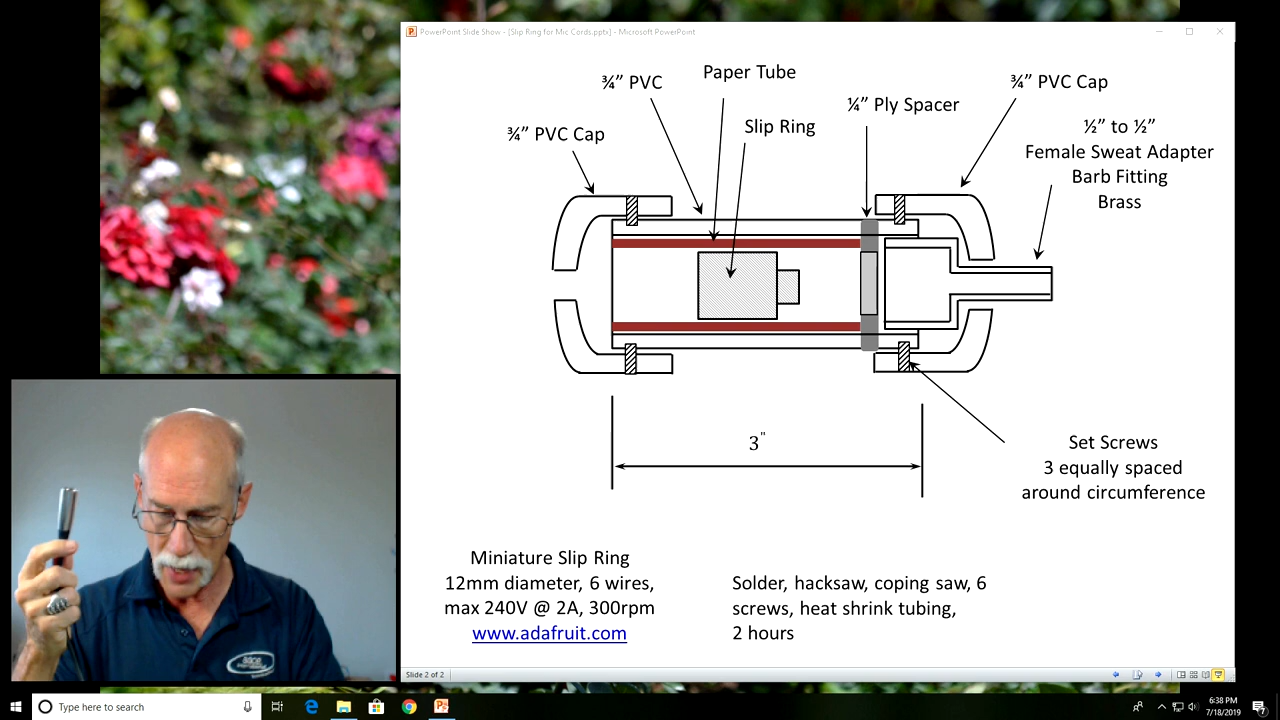 PowerPoint Slide Show - [Slip Ring for Mic Cords.pptx] - Microsoft PowerPoint
Paper Tube
¾” PVC
¾” PVC Cap
¼” Ply Spacer
Slip Ring
¾” PVC Cap
½” to ½”
Female Sweat Adapter
Barb Fitting
Brass
3"
Set Screws
3 equally spaced
around circumference
Miniature Slip Ring
12mm diameter, 6 wires,
max 240V @ 2A, 300rpm
www.adafruit.com
Solder, hacksaw, coping saw, 6
screws, heat shrink tubing,
2 hours
Slide 2 of 2
Type here to search
6:38 PM
7/18/2019